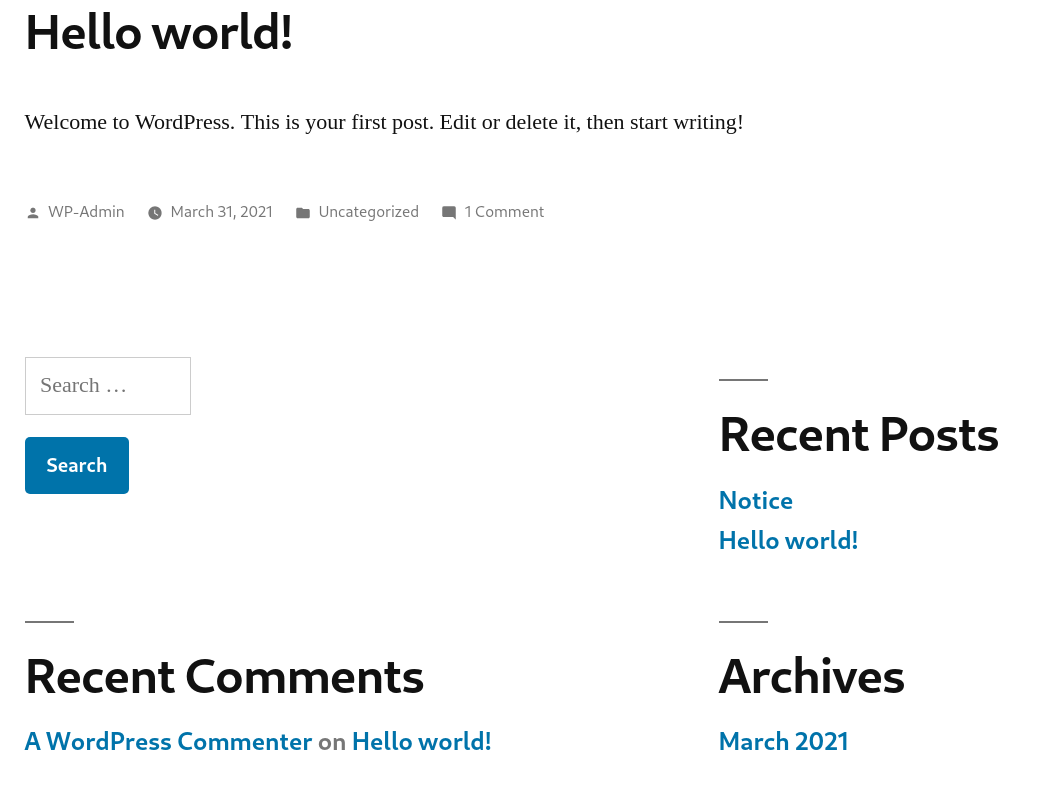 Hello world!
Welcome to WordPress. This is your first post. Edit or delete it, then start writing!
WP-Admin March 31, 2021 Uncategorized 1 Comment
Search …
Search
Recent Posts
Notice
Hello world!
Recent Comments
A WordPress Commenter on Hello world!
Archives
March 2021